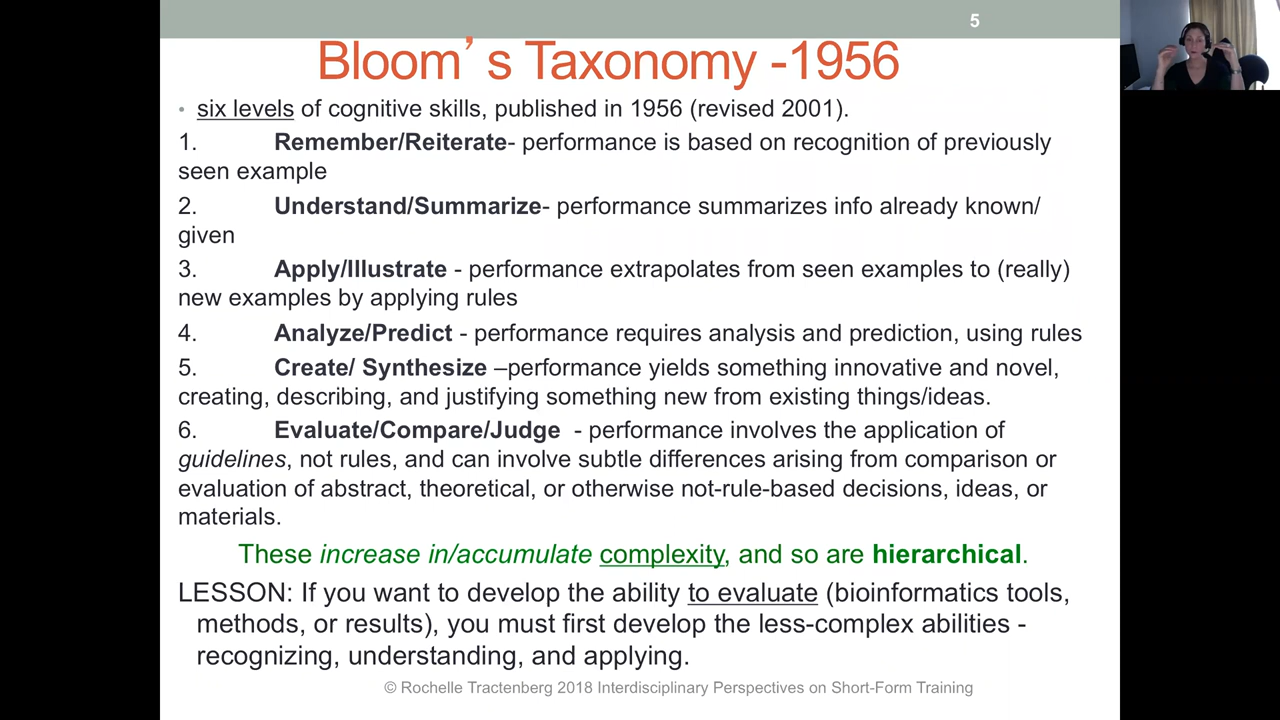 5
Bloom’s Taxonomy -1956
• six levels of cognitive skills, published in 1956 (revised 2001).
1. Remember/Reiterate- performance is based on recognition of previously
seen example
2. Understand/Summarize- performance summarizes info already known/
given
3. Apply/Illustrate - performance extrapolates from seen examples to (really)
new examples by applying rules
4. Analyze/Predict - performance requires analysis and prediction, using rules
5. Create/ Synthesize –performance yields something innovative and novel,
creating, describing, and justifying something new from existing things/ideas.
6. Evaluate/Compare/Judge - performance involves the application of
guidelines, not rules, and can involve subtle differences arising from comparison or
evaluation of abstract, theoretical, or otherwise not-rule-based decisions, ideas, or
materials.
These increase in/accumulate complexity, and so are hierarchical.
LESSON: If you want to develop the ability to evaluate (bioinformatics tools,
methods, or results), you must first develop the less-complex abilities -
recognizing, understanding, and applying.
© Rochelle Tractenberg 2018 Interdisciplinary Perspectives on Short-Form Training